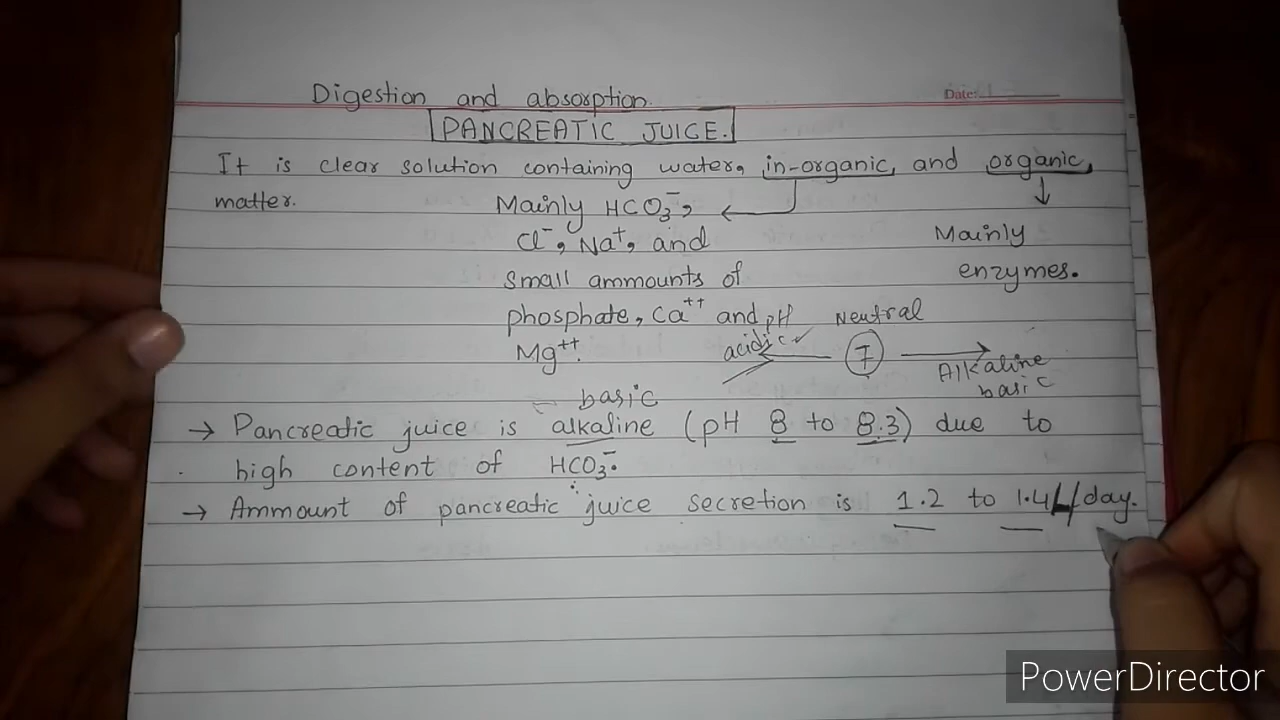 Digestion and absorption.
Date:
PANCREATIC JUICE.
It is clear solution containing water, in-organic, and organic,
matter.
Mainly HCO3⁻,
Cl⁻, Na⁺, and
Mainly
small ammounts of
enzymes.
phosphate, Ca⁺⁺ and pH Neutral
Mg⁺⁺.
acidic ✓ ← 7 → Alkaline
basic
basic
→ Pancreatic juice is alkaline (pH 8 to 8.3) due to
high content of HCO3⁻.
→ Ammount of pancreatic juice secretion is 1.2 to 1.4L/day.
PowerDirector